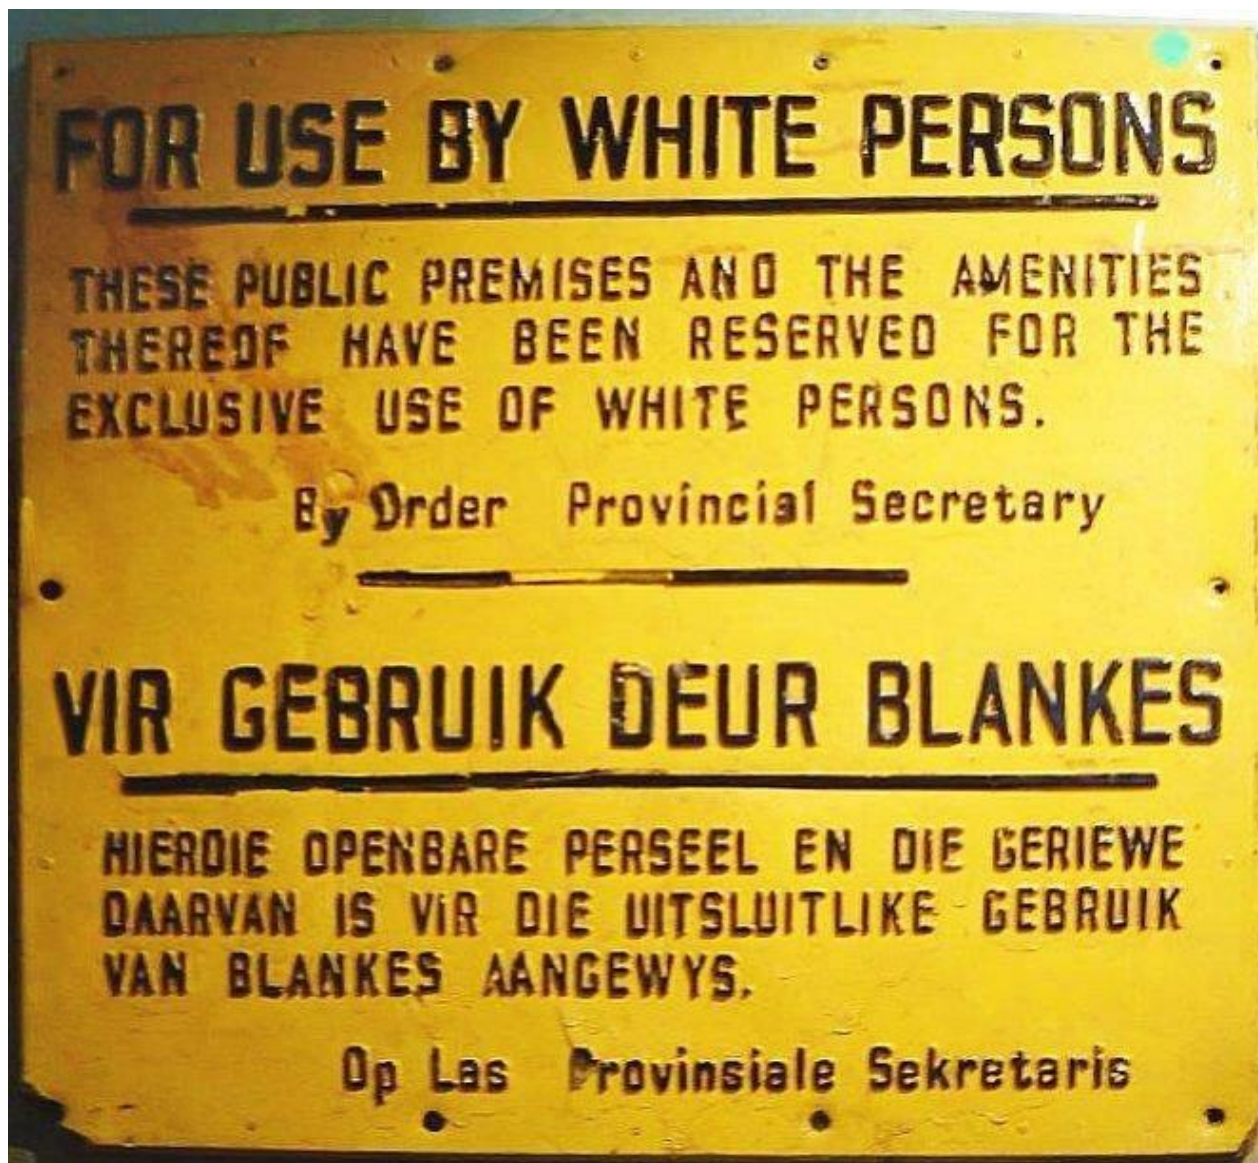 FOR USE BY WHITE PERSONS
THESE PUBLIC PREMISES AND THE AMENITIES
THEREOF HAVE BEEN RESERVED FOR THE
EXCLUSIVE USE OF WHITE PERSONS.
By Order Provincial Secretary
VIR GEBRUIK DEUR BLANKES
HIERDIE OPENBARE PERSEEL EN DIE GERIEWE
DAARVAN IS VIR DIE UITSLUITLIKE GEBRUIK
VAN BLANKES AANGEWYS.
Op Las Provinsiale Sekretaris